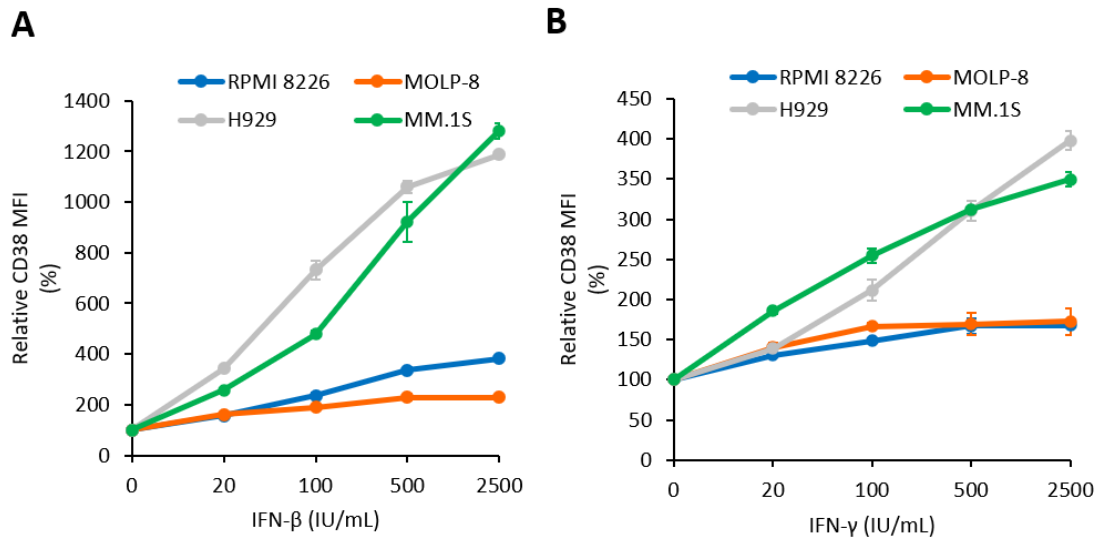 A
RPMI 8226
MOLP-8
H929
MM.1S
1400
1200
1000
800
600
400
200
0
Relative CD38 MFI
(%)
0 20 100 500 2500
IFN-β (IU/mL)
B
RPMI 8226
MOLP-8
H929
MM.1S
450
400
350
300
250
200
150
100
50
0
Relative CD38 MFI
(%)
0 20 100 500 2500
IFN-γ (IU/mL)